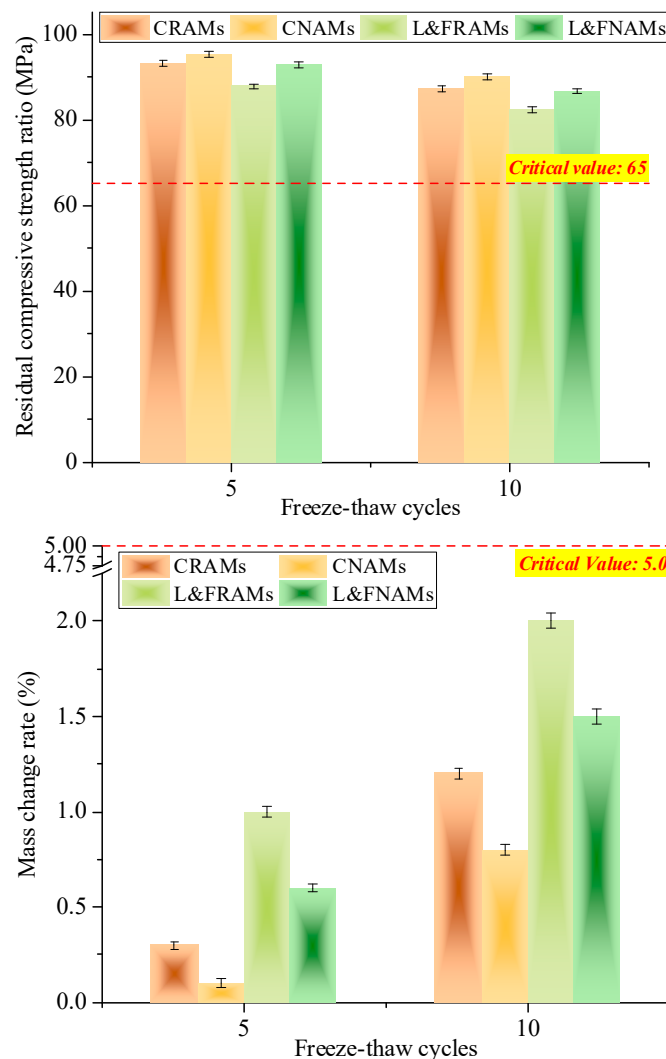 CRAMs CNAMs L&FRAMs L&FNAMs
100
80
60
40
20
0
Critical value: 65
Residual compressive strength ratio (MPa)
5 10
Freeze-thaw cycles
5.00
4.75
2.0
1.5
1.0
0.5
0.0
CRAMs CNAMs
L&FRAMs L&FNAMs
Critical Value: 5.0
Mass change rate (%)
5 10
Freeze-thaw cycles